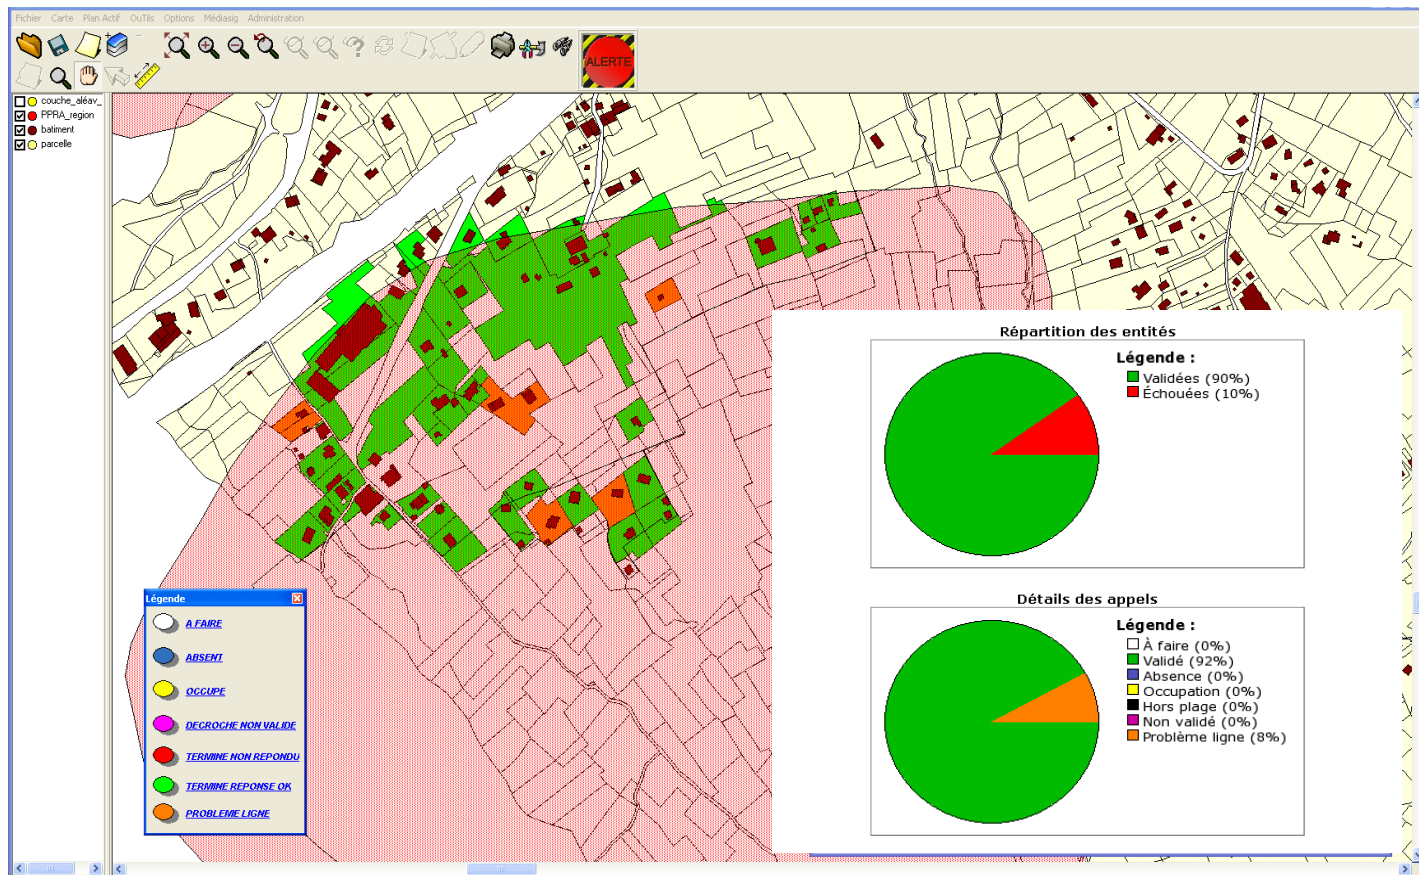 Fichier Carte Plan Actif OuTils Options Médiasig Administration
ALERTE
couche_aléav_
PPRA_region
batiment
parcelle
Répartition des entités
Légende :
Validées (90%)
Échouées (10%)
Détails des appels
Légende :
À faire (0%)
Validé (92%)
Absence (0%)
Occupation (0%)
Hors plage (0%)
Non validé (0%)
Problème ligne (8%)
Légende
A FAIRE
ABSENT
OCCUPE
DECROCHE NON VALIDE
TERMINE NON REPONDU
TERMINE REPONSE OK
PROBLEME LIGNE